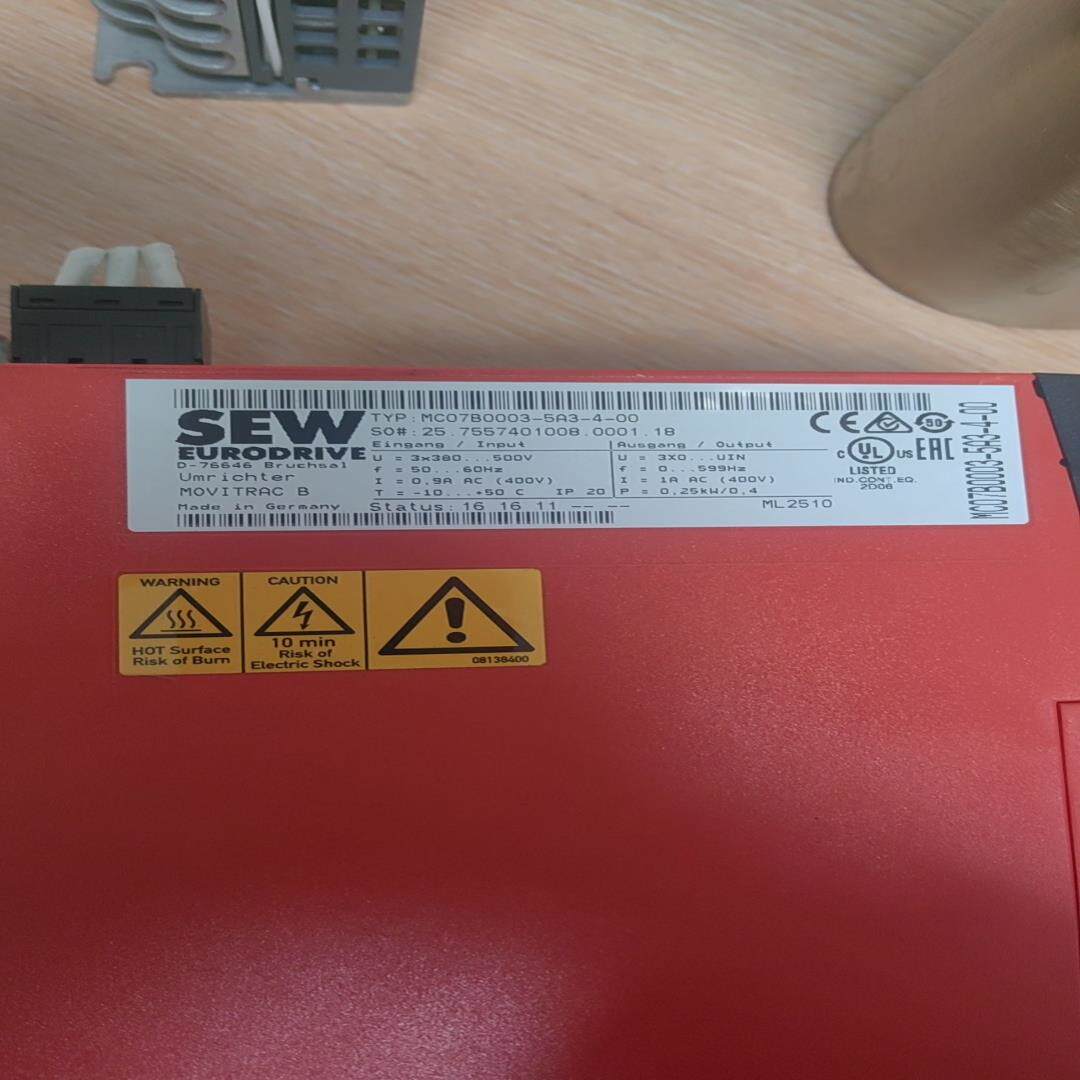 SEW
EURODRIVE
D-76646 Bruchsal
Umrichter
MOVITRAC B
Made in Germany
TYP:MC07B0003-5A3-4-00
SO#:25.7557401008.0001.18
Eingang / Input
U = 3x380...500V
f = 50...60Hz
I = 0,9A AC (400V)
T = -10...+50 C IP 20
Status: 16 16 11 -- -- --
Ausgang / Output
U = 3X0...UIN
f = 0...599Hz
I = 1A AC (400V)
P = 0,25kW/0.4
ML2510
CE
50
C UL US EAC
LISTED
IND.CONT.EQ.
2D06
MC07B0003-5A3-4-00
WARNING
HOT Surface
Risk of Burn
CAUTION
10 min
Risk of
Electric Shock
08138400